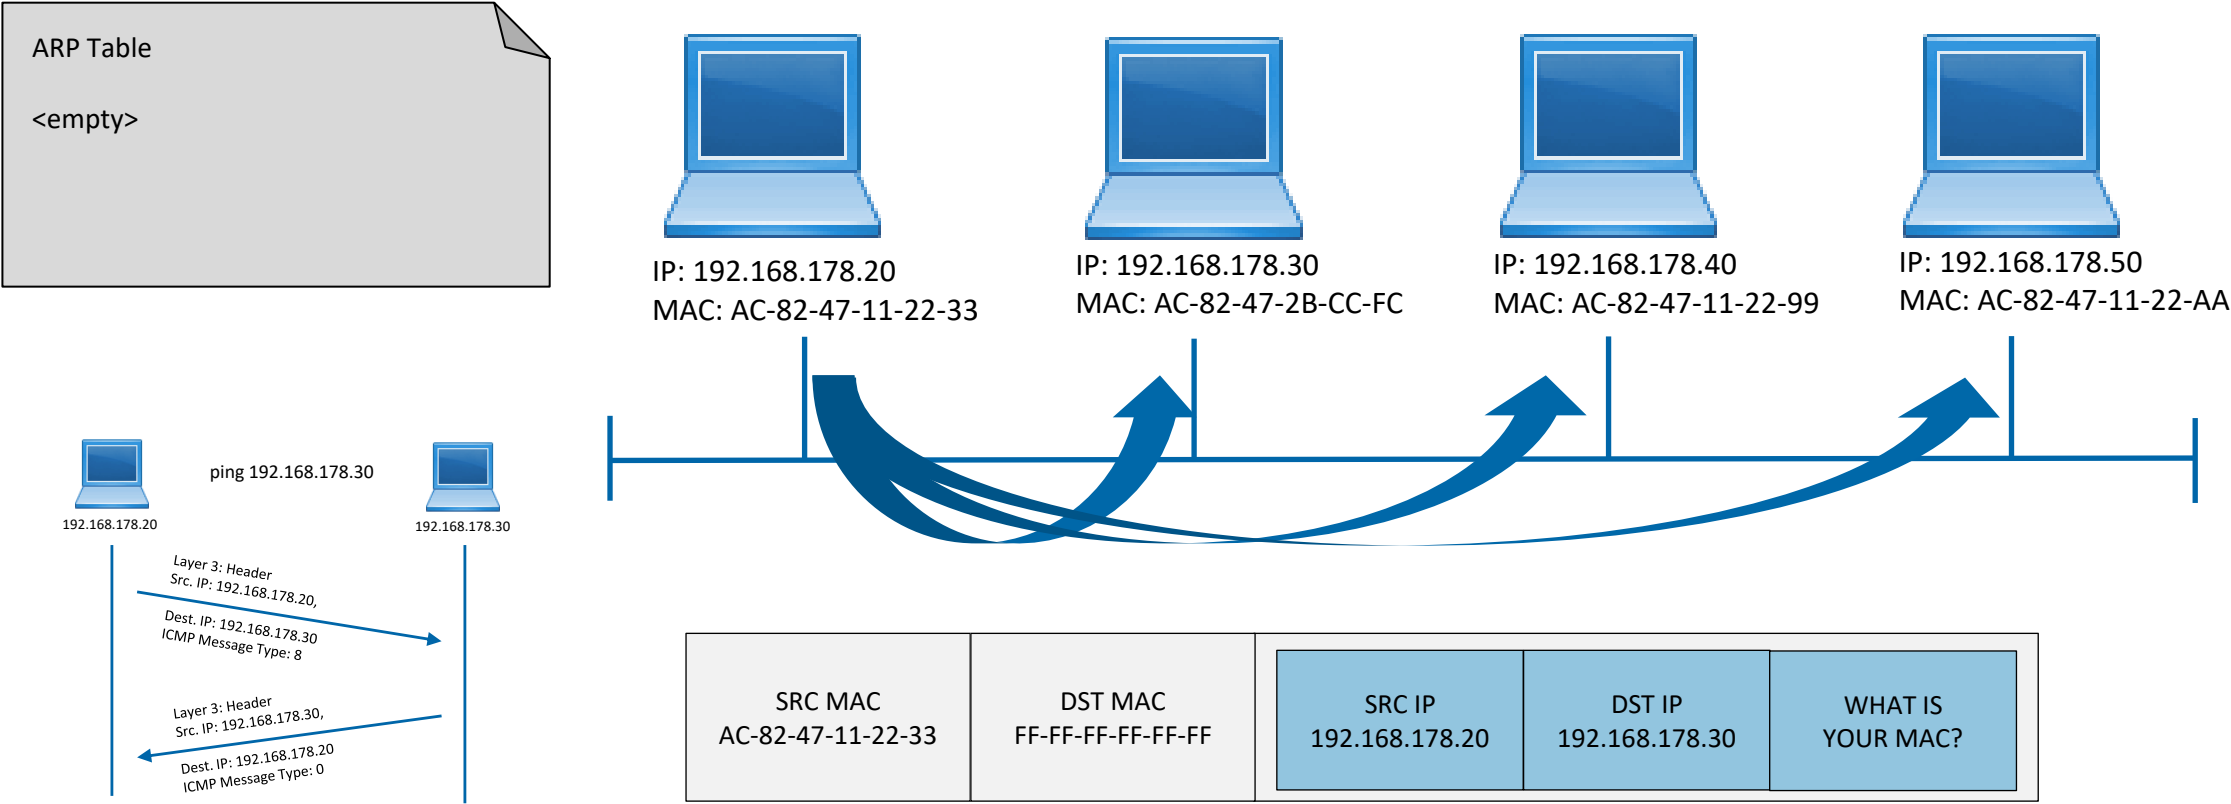 ARP Table
<empty>
IP: 192.168.178.20
MAC: AC-82-47-11-22-33
IP: 192.168.178.30
MAC: AC-82-47-2B-CC-FC
IP: 192.168.178.40
MAC: AC-82-47-11-22-99
IP: 192.168.178.50
MAC: AC-82-47-11-22-AA
ping 192.168.178.30
192.168.178.20
192.168.178.30
Layer 3: Header
Src. IP: 192.168.178.20,
Dest. IP: 192.168.178.30
ICMP Message Type: 8
Layer 3: Header
Src. IP: 192.168.178.30,
Dest. IP: 192.168.178.20
ICMP Message Type: 0
SRC MAC
AC-82-47-11-22-33
DST MAC
FF-FF-FF-FF-FF-FF
SRC IP
192.168.178.20
DST IP
192.168.178.30
WHAT IS
YOUR MAC?